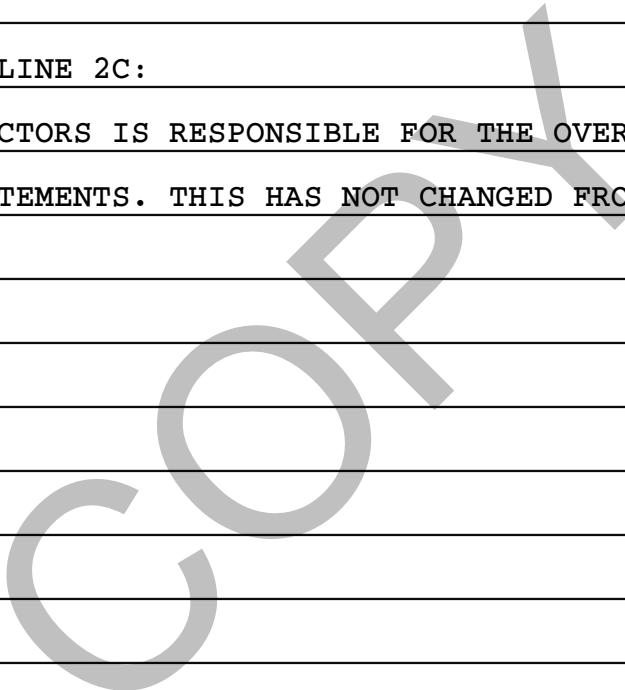 LINE 2C:
CTORS IS RESPONSIBLE FOR THE OVER
TEMENTS. THIS HAS NOT CHANGED FRO
COPY